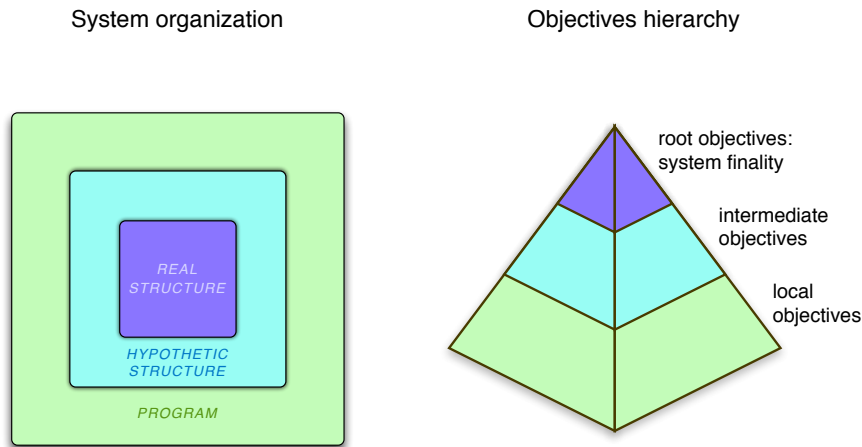 System organization
Objectives hierarchy
REAL
STRUCTURE
HYPOTHETIC
STRUCTURE
PROGRAM
root objectives:
system finality
intermediate
objectives
local
objectives